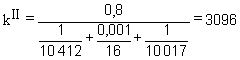 k^II = 0,8 / (1/10 412 + 0,001/16 + 1/10 017) = 3096